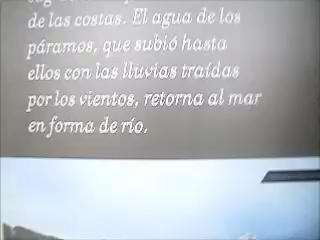 de las costas. El agua de los
páramos, que subió hasta
ellos con las lluvias traídas
por los vientos, retorna al mar
en forma de río.